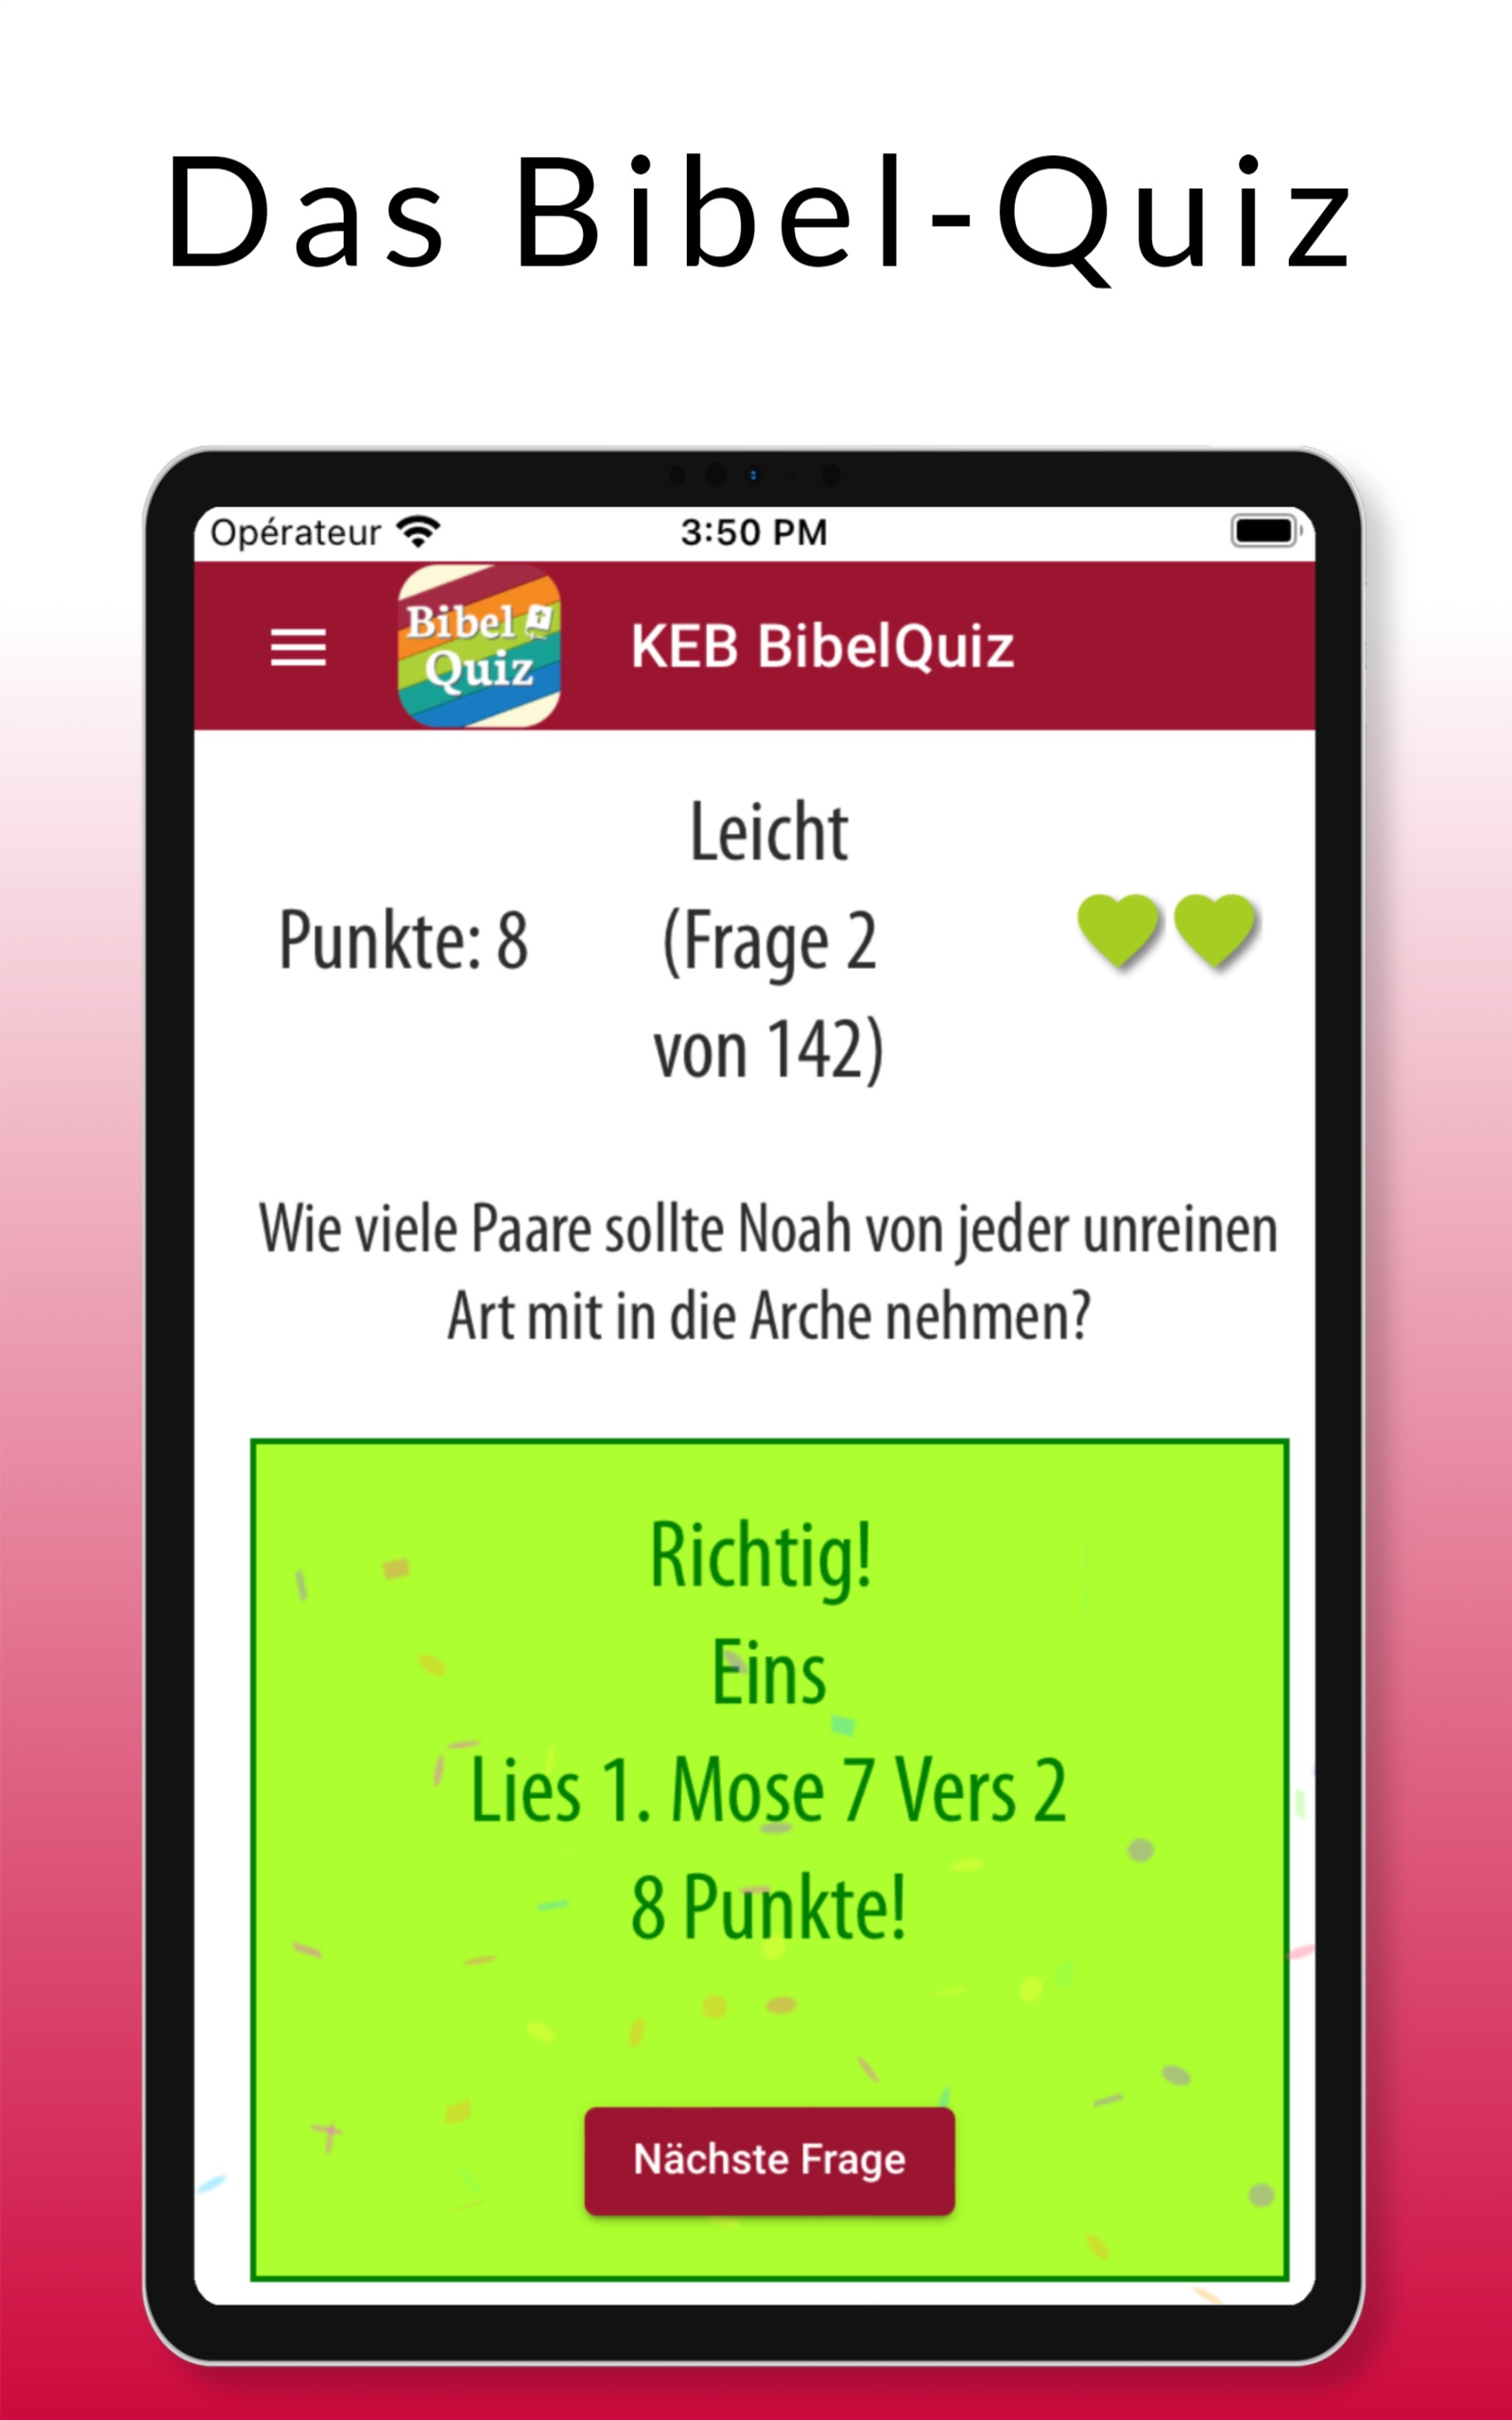 Das Bibel-Quiz
Opérateur 3:50 PM
Bibel
Quiz
KEB BibelQuiz
Leicht
Punkte: 8
(Frage 2
von 142)
Wie viele Paare sollte Noah von jeder unreinen
Art mit in die Arche nehmen?
Richtig!
Eins
Lies 1. Mose 7 Vers 2
8 Punkte!
Nächste Frage